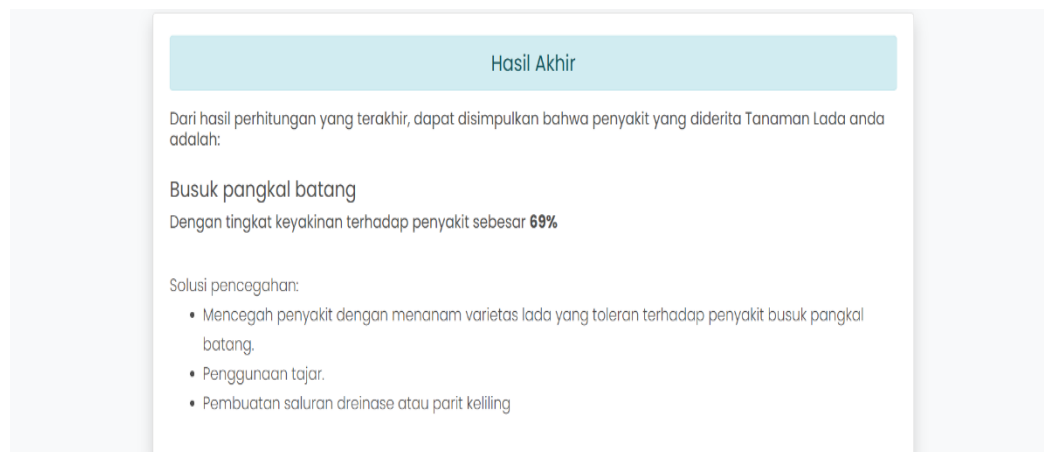 Hasil Akhir
Dari hasil perhitungan yang terakhir, dapat disimpulkan bahwa penyakit yang diderita Tanaman Lada anda
adalah:
Busuk pangkal batang
Dengan tingkat keyakinan terhadap penyakit sebesar 69%
Solusi pencegahan:
• Mencegah penyakit dengan menanam varietas lada yang toleran terhadap penyakit busuk pangkal
batang.
• Penggunaan tajar.
• Pembuatan saluran dreinase atau parit keliling